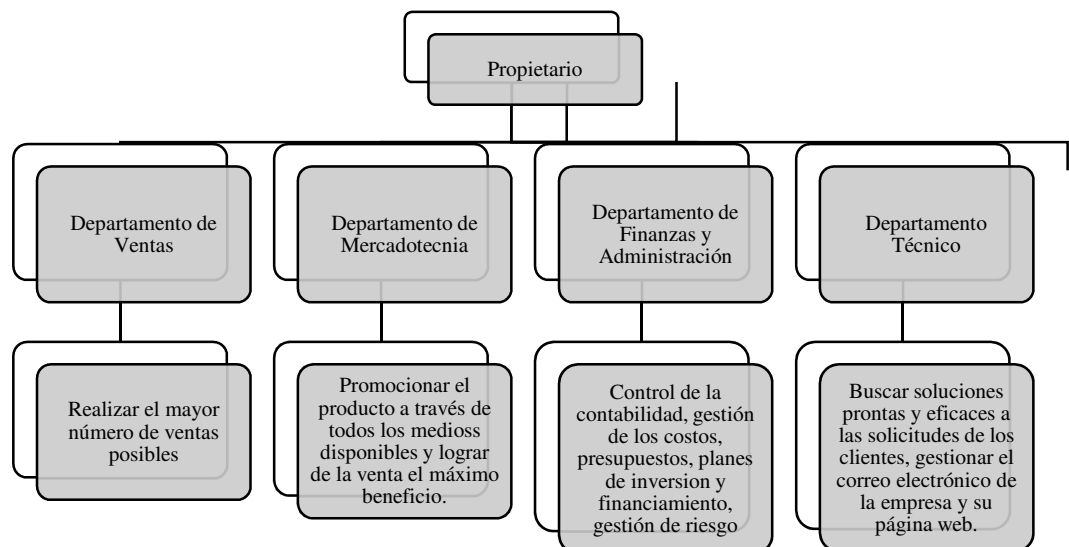 Propietario
Departamento de
Ventas
Departamento de
Mercadotecnia
Departamento de
Finanzas y
Administración
Departamento
Técnico
Realizar el mayor
número de ventas
posibles
Promocionar el
producto a través de
todos los medioss
disponibles y lograr
de la venta el máximo
beneficio.
Control de la
contabilidad, gestión
de los costos,
presupuestos, planes
de inversion y
financiamiento,
gestión de riesgo
Buscar soluciones
prontas y eficaces a
las solicitudes de los
clientes, gestionar el
correo electrónico de
la empresa y su
página web.